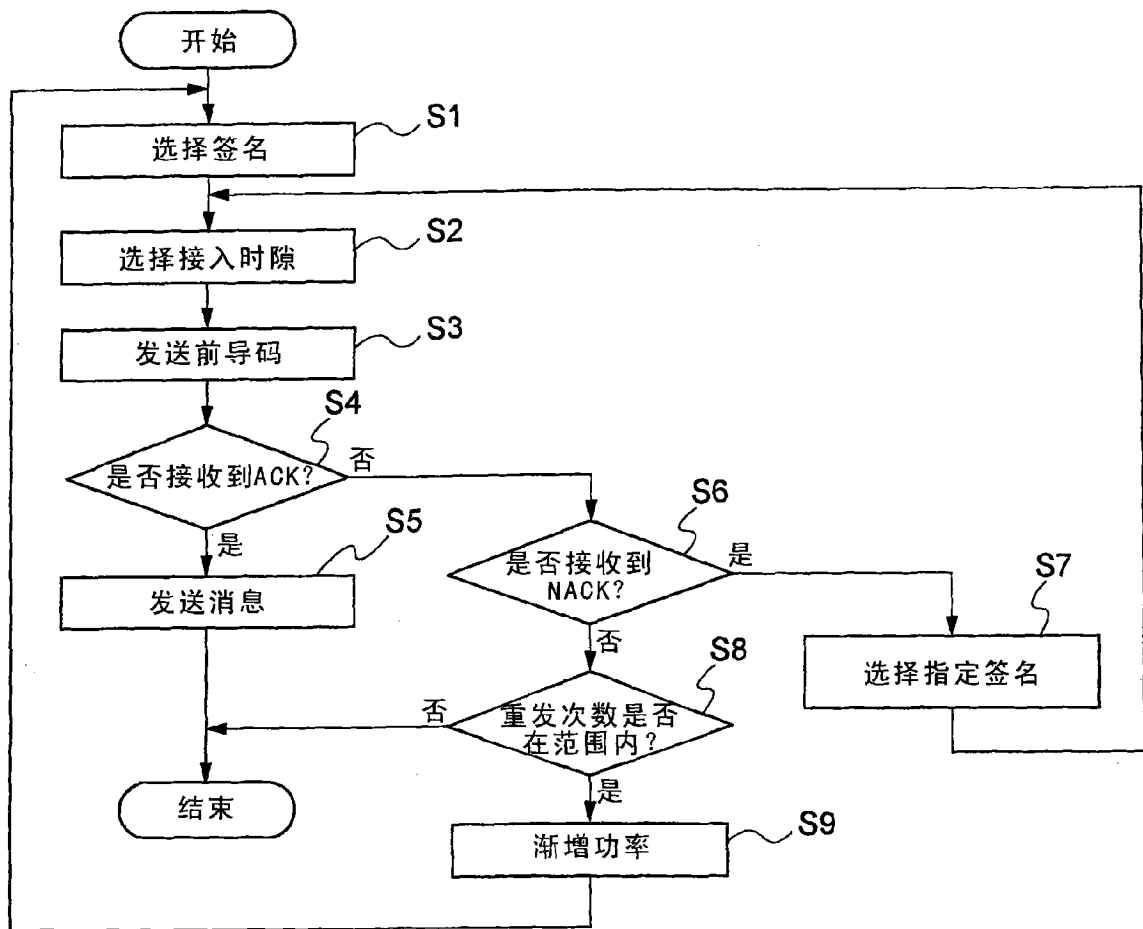 开始
S1
选择签名
S2
选择接入时隙
S3
发送前导码
S4
是否接收到ACK?
否
是
S5
发送消息
S6
是否接收到
NACK?
是
否
S7
选择指定签名
S8
重发次数是否
在范围内?
否
是
结束
S9
渐增功率